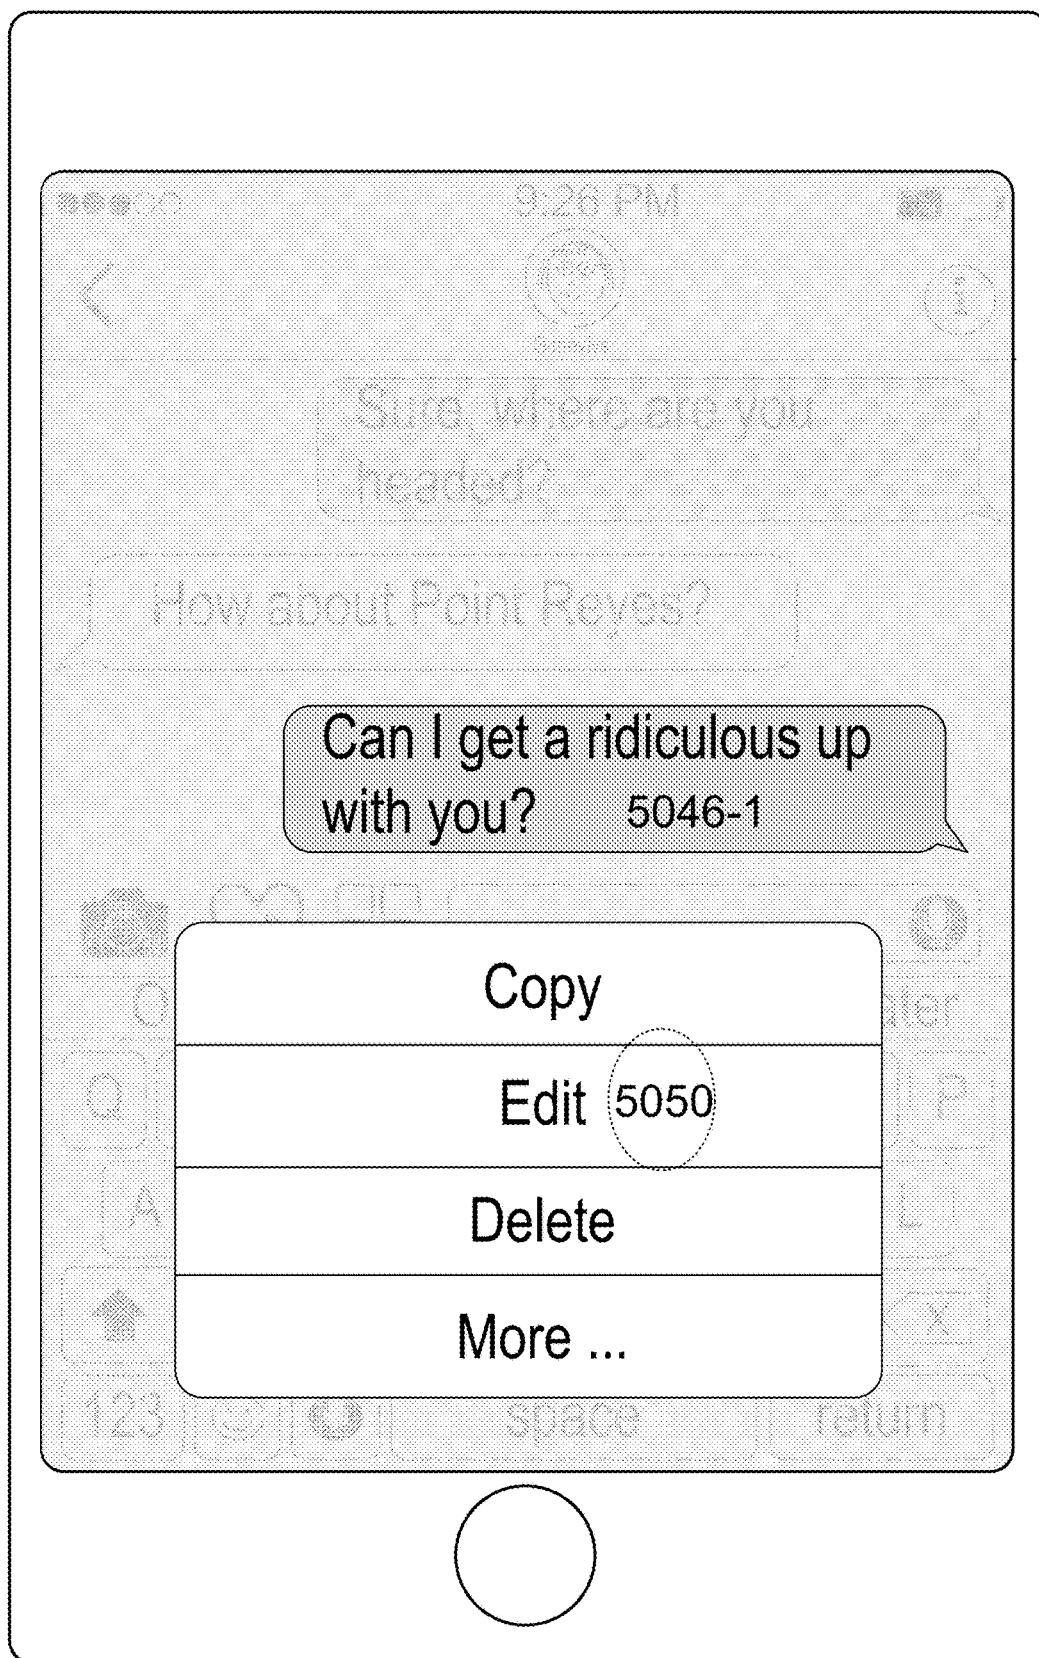 9:26 PM
i
Sure, where are you
headed?
How about Point Reyes?
Can I get a ridiculous up
with you? 5046-1
Copy
Q P
Edit 5050
A L
Delete
More ...
123 space return